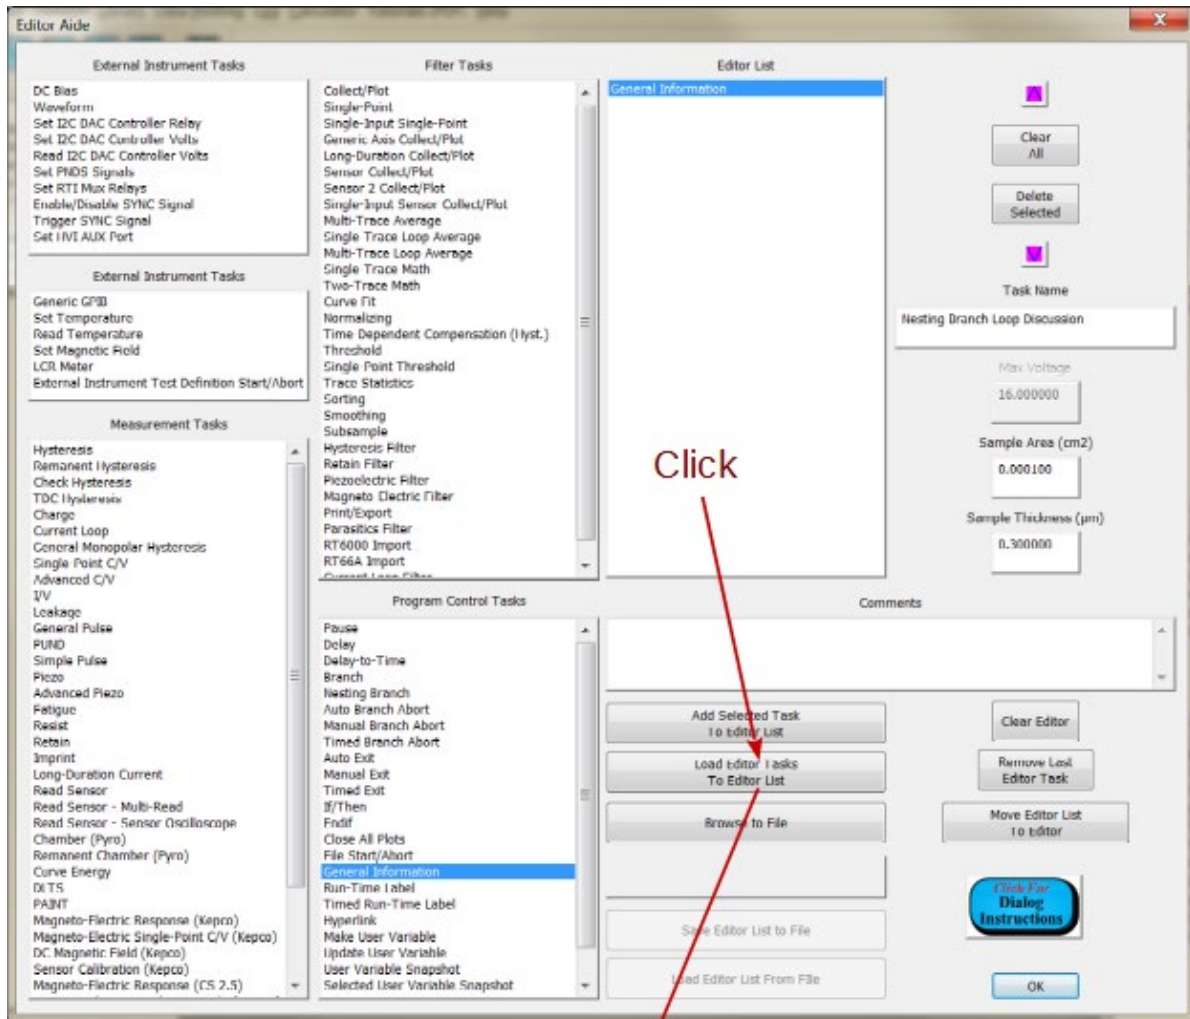 Editor Aide
External Instrument Tasks
DC Bias
Waveform
Set I2C DAC Controller Relay
Set I2C DAC Controller Volts
Read I2C DAC Controller Volts
Set PNDS Signals
Set RTI Mux Relays
Enable/Disable SYNC Signal
Trigger SYNC Signal
Set HVI AUX Port
External Instrument Tasks
Generic GPIB
Set Temperature
Read Temperature
Set Magnetic Field
LCR Meter
External Instrument Test Definition Start/Abort
Measurement Tasks
Hysteresis
Remanent Hysteresis
Check Hysteresis
TDC Hysteresis
Charge
Current Loop
General Monopolar Hysteresis
Single Point C/V
Advanced C/V
I/V
Leakage
General Pulse
PUND
Simple Pulse
Piezo
Advanced Piezo
Fatigue
Resist
Retain
Imprint
Long-Duration Current
Read Sensor
Read Sensor - Multi-Read
Read Sensor - Sensor Oscilloscope
Chamber (Pyro)
Remanent Chamber (Pyro)
Curve Energy
DLTS
PAINT
Magneto-Electric Response (Kepco)
Magneto-Electric Single-Point C/V (Kepco)
DC Magnetic Field (Kepco)
Sensor Calibration (Kepco)
Magneto-Electric Response (CS 2.5)
Filter Tasks
Collect/Plot
Single-Point
Single-Input Single-Point
Generic Axis Collect/Plot
Long-Duration Collect/Plot
Sensor Collect/Plot
Sensor 2 Collect/Plot
Single-Input Sensor Collect/Plot
Multi-Trace Average
Single Trace Loop Average
Multi-Trace Loop Average
Single Trace Math
Two-Trace Math
Curve Fit
Normalizing
Time Dependent Compensation (Hyst.)
Threshold
Single Point Threshold
Trace Statistics
Sorting
Smoothing
Subsample
Hysteresis Filter
Retain Filter
Piezoelectric Filter
Magneto Electric Filter
Print/Export
Parasitics Filter
RT6000 Import
RT66A Import
Current Loop Filter
Program Control Tasks
Pause
Delay
Delay-to-Time
Branch
Nesting Branch
Auto Branch Abort
Manual Branch Abort
Timed Branch Abort
Auto Exit
Manual Exit
Timed Exit
If/Then
Endif
Close All Plots
File Start/Abort
General Information
Run-Time Label
Timed Run-Time Label
Hyperlink
Make User Variable
Update User Variable
User Variable Snapshot
Selected User Variable Snapshot
Editor List
General Information
Click
Clear
All
Delete
Selected
Task Name
Nesting Branch Loop Discussion
Max Voltage
16.000000
Sample Area (cm2)
0.000100
Sample Thickness (µm)
0.300000
Comments
Add Selected Task
To Editor List
Load Editor Tasks
To Editor List
Browse to File
Save Editor List to File
Load Editor List From File
Clear Editor
Remove Last
Editor Task
Move Editor List
To Editor
Click For
Dialog
Instructions
OK